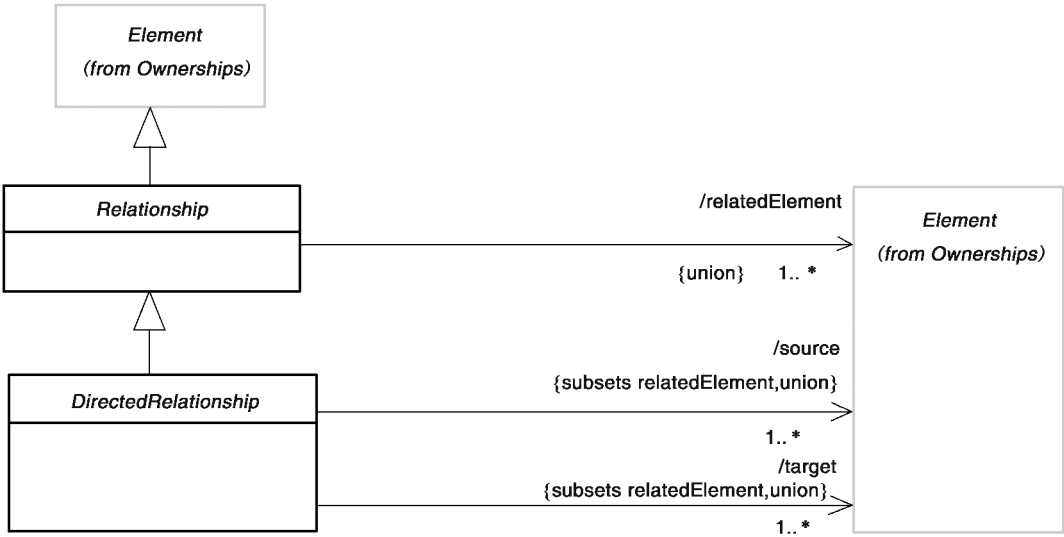 Element
(from Ownerships)
Relationship
/relatedElement
{union} 1.. *
Element
(from Ownerships)
/source
{subsets relatedElement,union}
1.. *
DirectedRelationship
/target
{subsets relatedElement,union}
1.. *